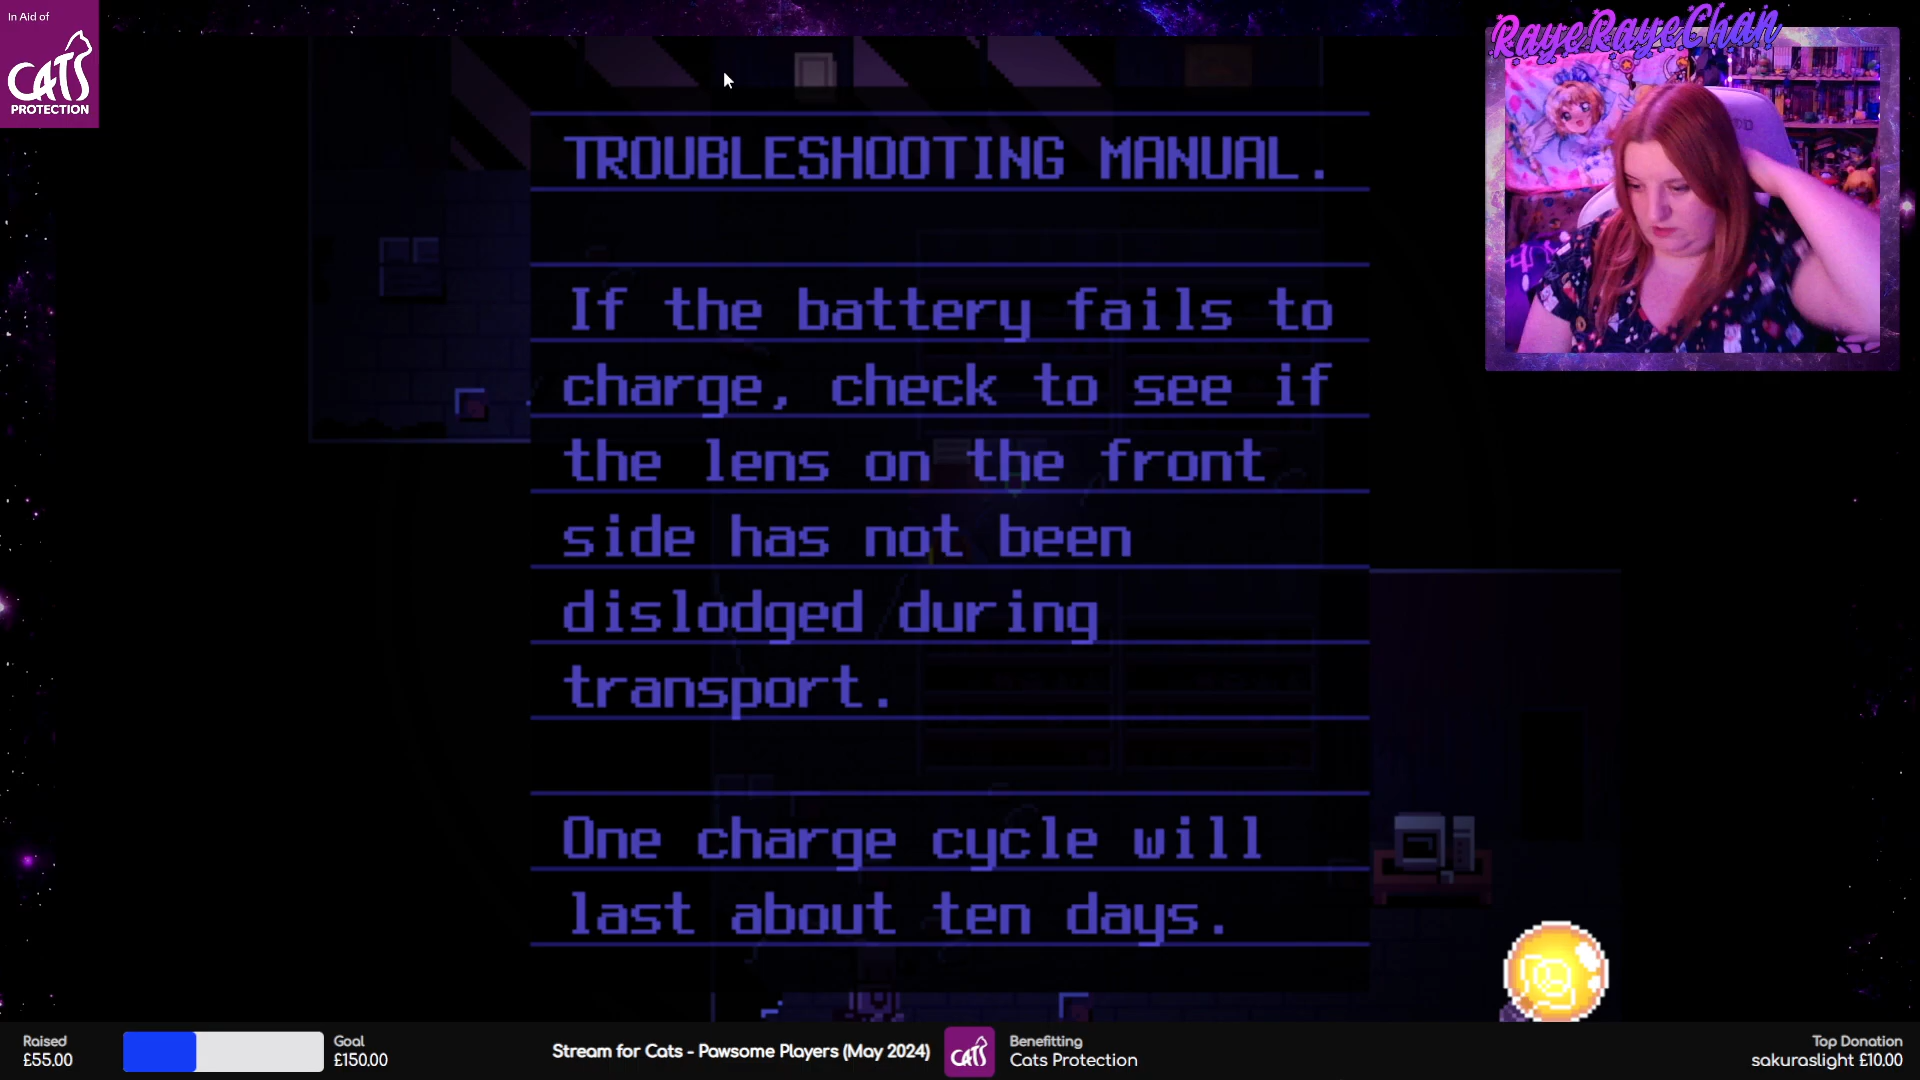 In Aid of
CATS
PROTECTION
RayeRayeChan
TROUBLESHOOTING MANUAL.
If the battery fails to
charge, check to see if
the lens on the front
side has not been
dislodged during
transport.
One charge cycle will
last about ten days.
Raised
£55.00
Goal
£150.00
Stream for Cats - Pawsome Players (May 2024)
CATS
Benefitting
Cats Protection
Top Donation
sakuraslight £10.00